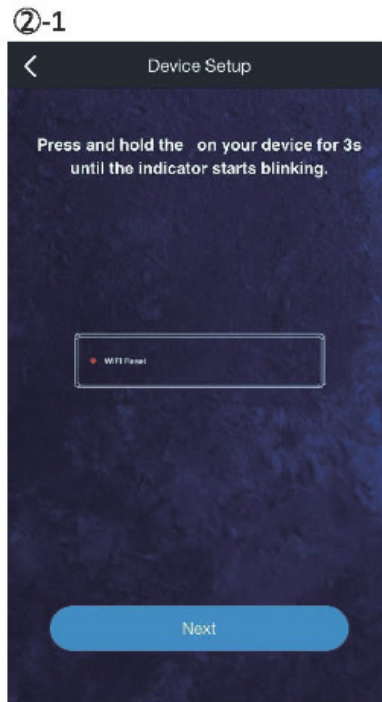 ②-1
Device Setup
Press and hold the on your device for 3s
until the indicator starts blinking.
WIFI Reset
Next